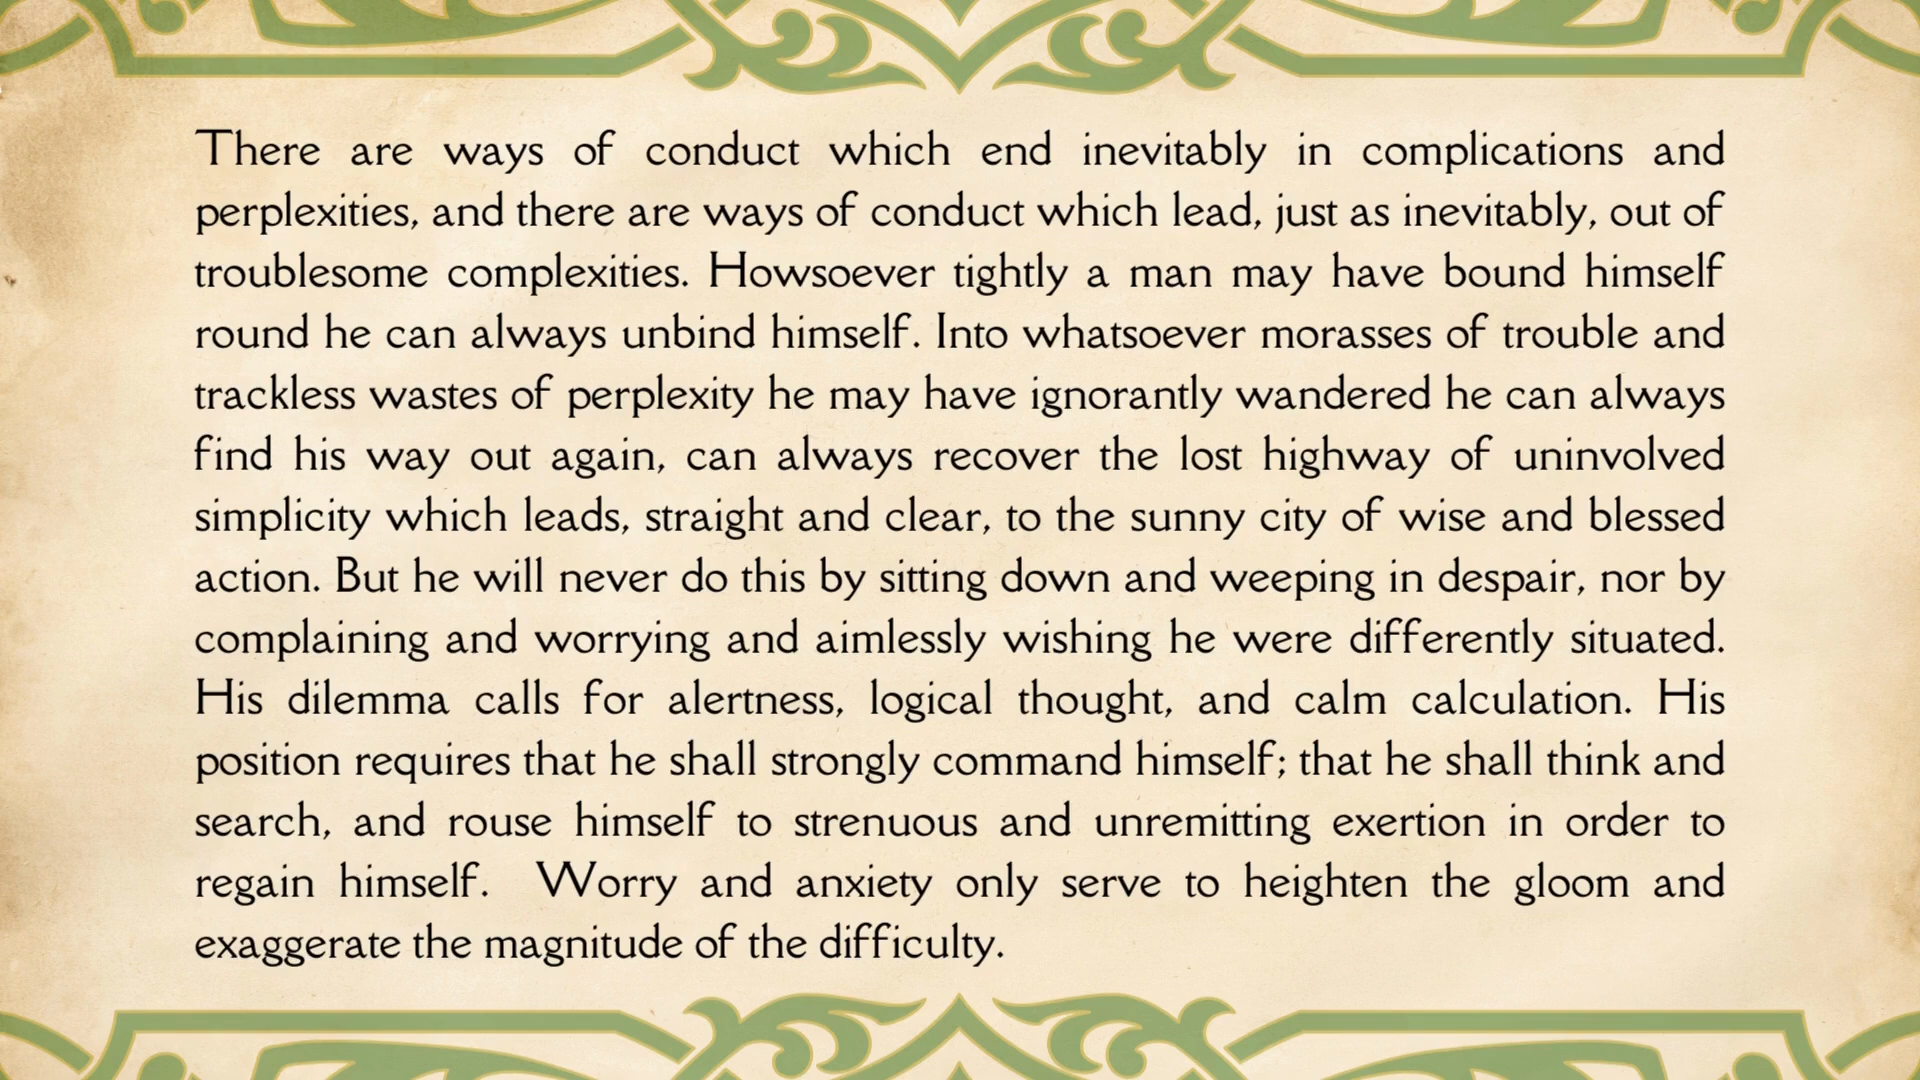 There are ways of conduct which end inevitably in complications and
perplexities, and there are ways of conduct which lead, just as inevitably, out of
troublesome complexities. Howsoever tightly a man may have bound himself
round he can always unbind himself. Into whatsoever morasses of trouble and
trackless wastes of perplexity he may have ignorantly wandered he can always
find his way out again, can always recover the lost highway of uninvolved
simplicity which leads, straight and clear, to the sunny city of wise and blessed
action. But he will never do this by sitting down and weeping in despair, nor by
complaining and worrying and aimlessly wishing he were differently situated.
His dilemma calls for alertness, logical thought, and calm calculation. His
position requires that he shall strongly command himself; that he shall think and
search, and rouse himself to strenuous and unremitting exertion in order to
regain himself.  Worry and anxiety only serve to heighten the gloom and
exaggerate the magnitude of the difficulty.